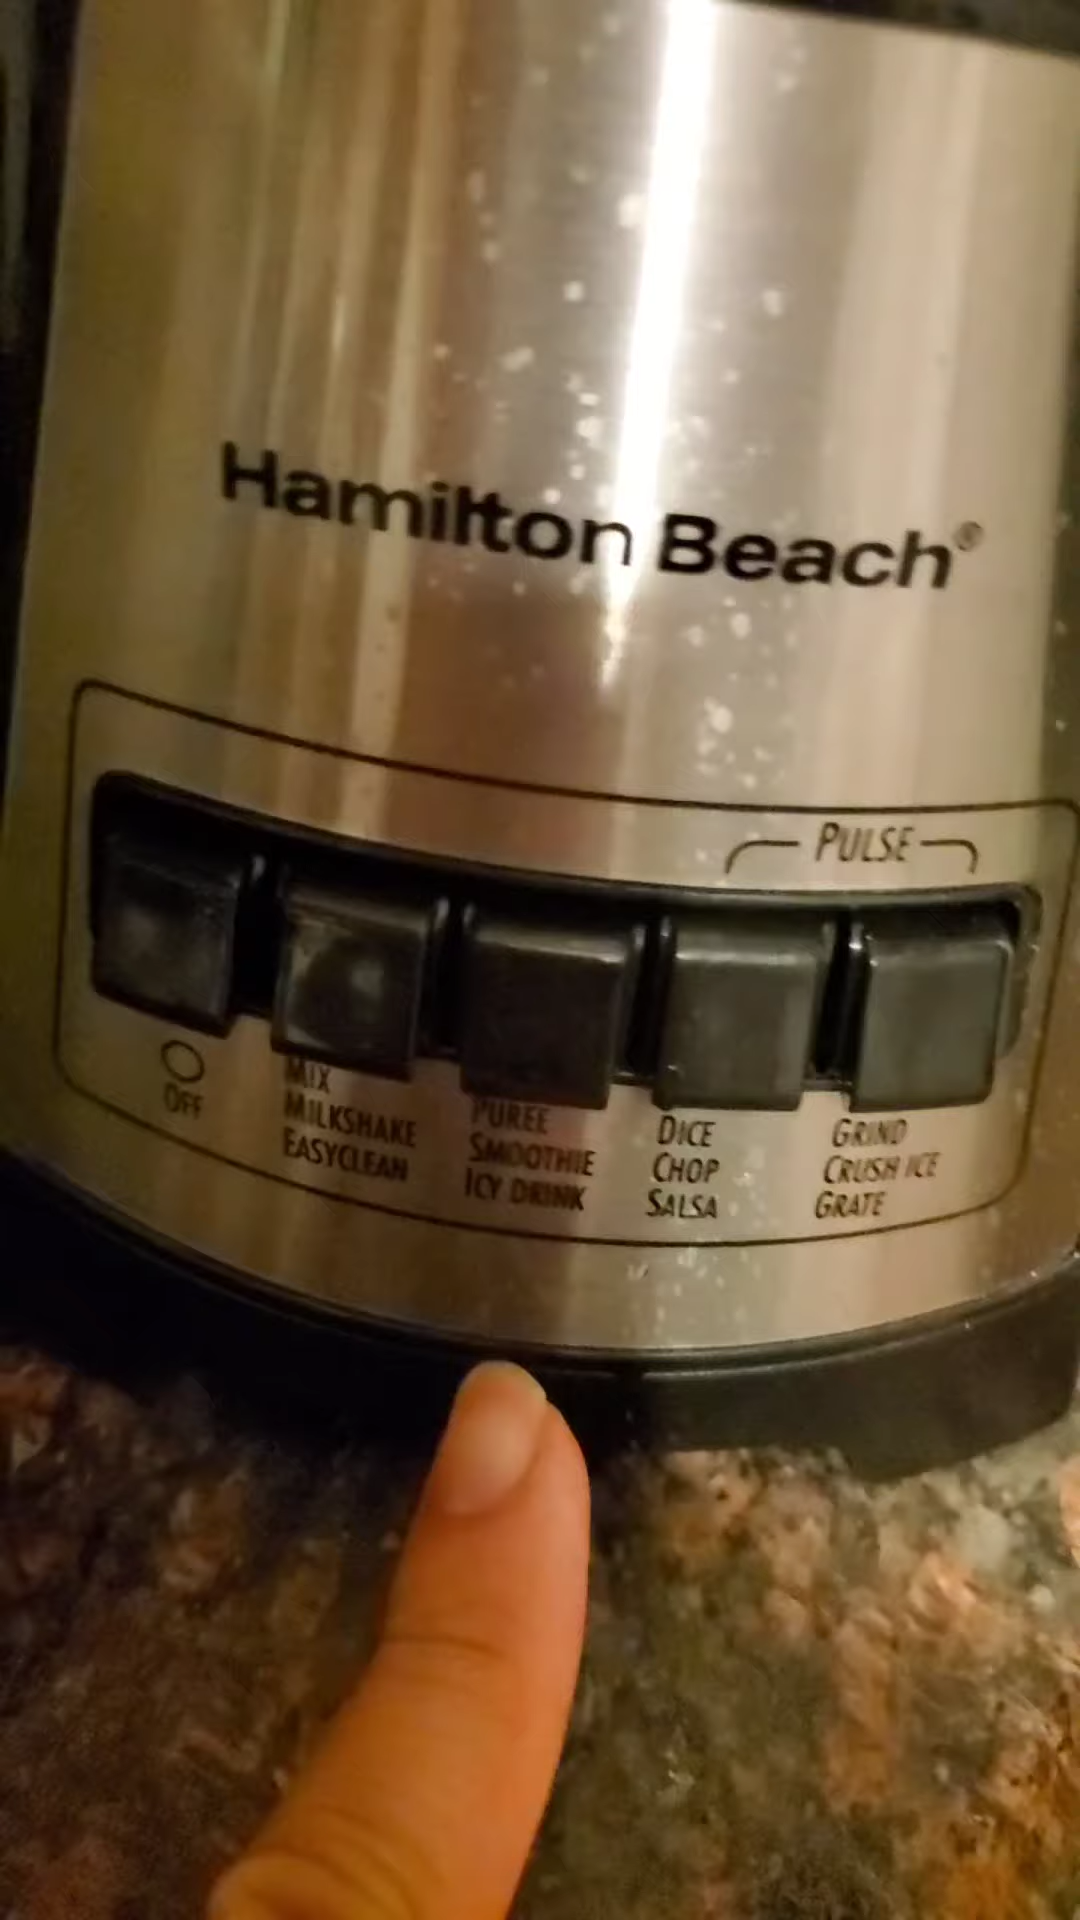 Hamilton Beach®
PULSE
OFF
MIX
MILKSHAKE
EASYCLEAN
PUREE
SMOOTHIE
ICY DRINK
DICE
CHOP
SALSA
GRIND
CRUSH ICE
GRATE